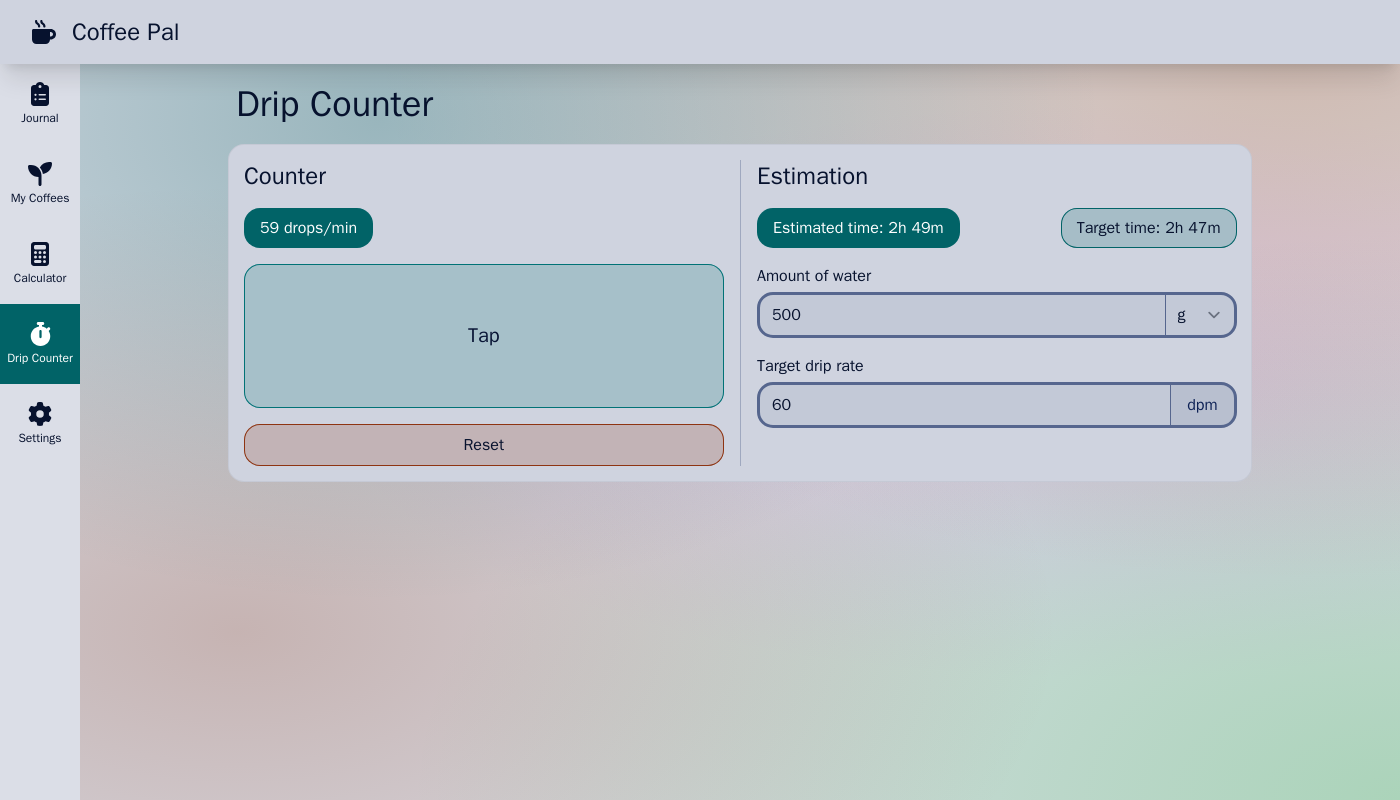 Coffee Pal
Journal
My Coffees
Calculator
Drip Counter
Settings
Drip Counter
Counter
59 drops/min
Tap
Reset
Estimation
Estimated time: 2h 49m
Target time: 2h 47m
Amount of water
500
g
Target drip rate
60
dpm